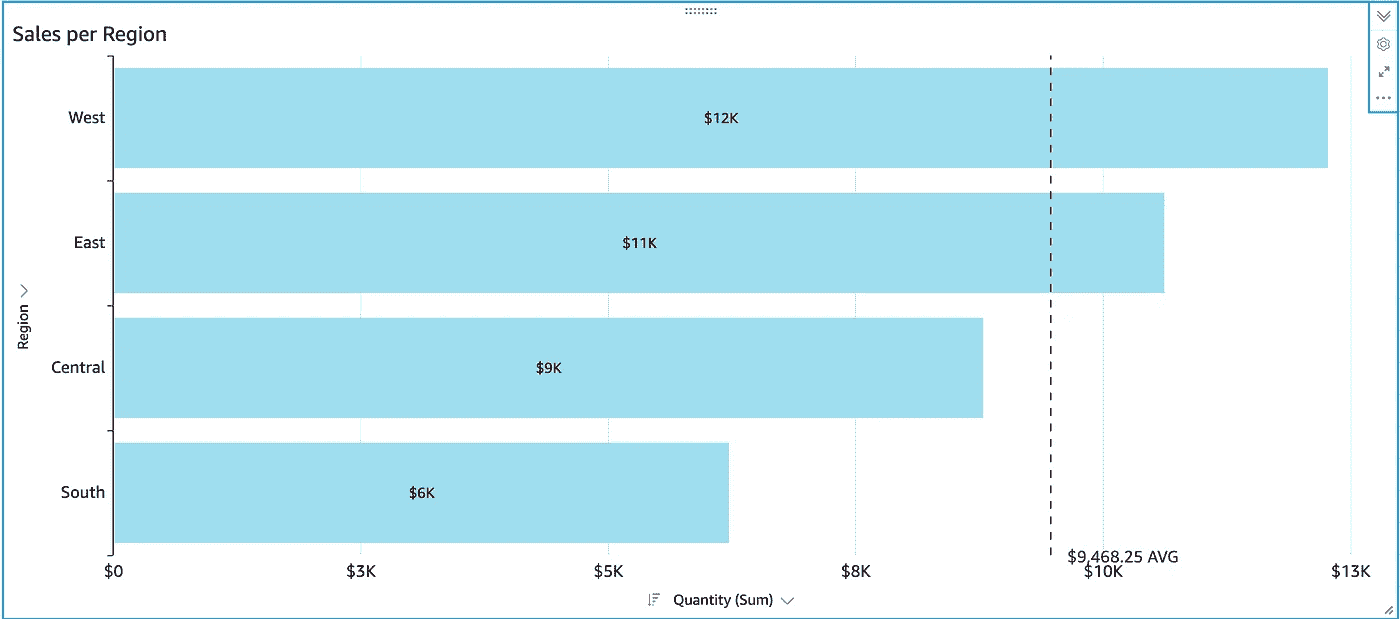 Sales per Region
West
$12K
East
$11K
Region
Central
$9K
South
$6K
$9,468.25 AVG
$0 $3K $5K $8K $10K $13K
Quantity (Sum)